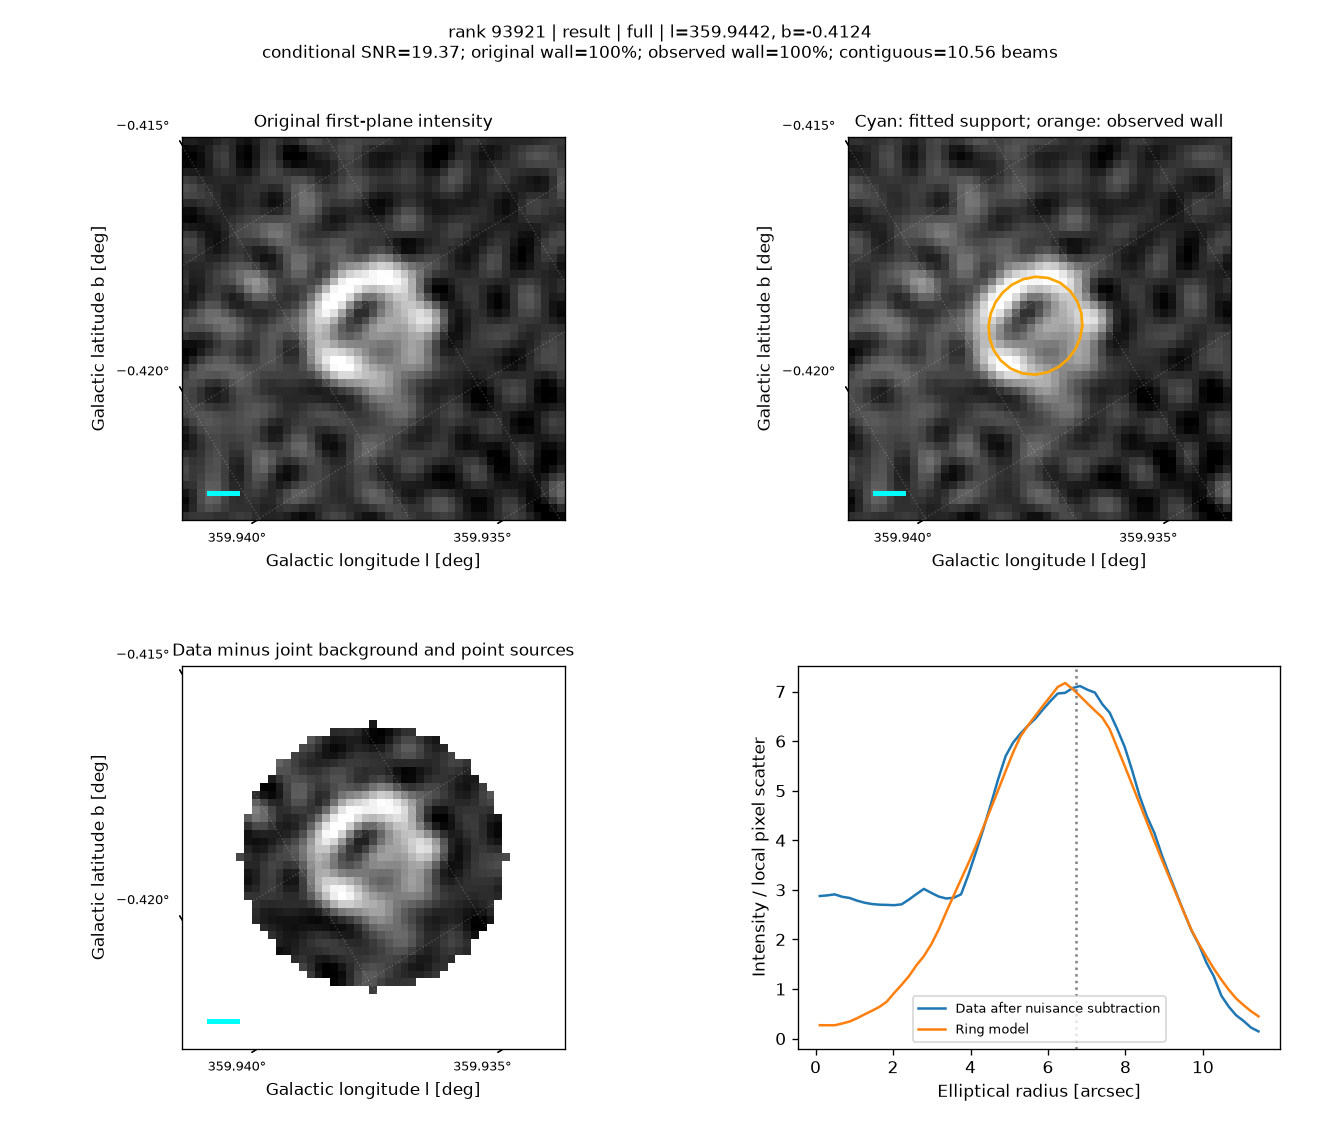 rank 93921 | result | full | l=359.9442, b=-0.4124
conditional SNR=19.37; original wall=100%; observed wall=100%; contiguous=10.56 beams
Original first-plane intensity
−0.415°
−0.420°
Galactic latitude b [deg]
359.940°
359.935°
Galactic longitude l [deg]
Cyan: fitted support; orange: observed wall
−0.415°
−0.420°
Galactic latitude b [deg]
359.940°
359.935°
Galactic longitude l [deg]
Data minus joint background and point sources
−0.415°
−0.420°
Galactic latitude b [deg]
359.940°
359.935°
Galactic longitude l [deg]
7
6
5
4
3
2
1
0
Intensity / local pixel scatter
Data after nuisance subtraction
Ring model
0 2 4 6 8 10
Elliptical radius [arcsec]